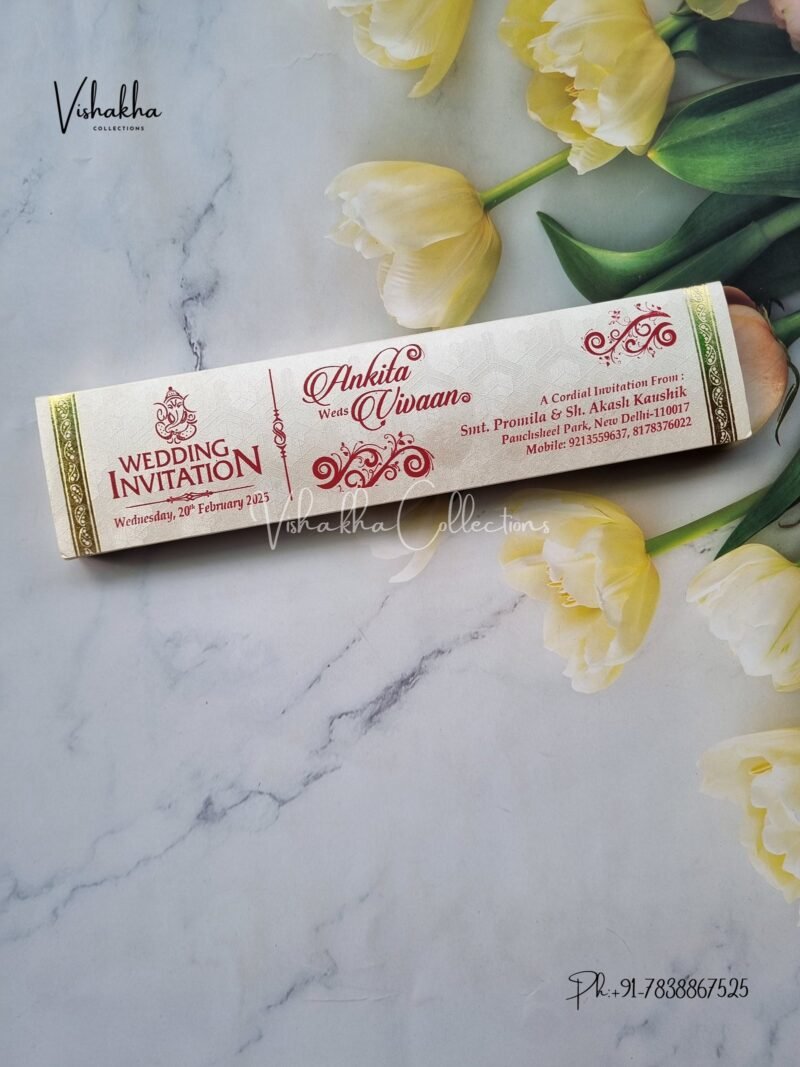 Vishakha
COLLECTIONS
WEDDING
INVITATION
Wednesday, 20th February 2025
Ankita
Weds Vivaan
A Cordial Invitation From :
Smt. Promila & Sh. Akash Kaushik
Panchsheel Park, New Delhi-110017
Mobile: 9213559637, 8178376022
Vishakha Collections
Ph:+91-7838867525